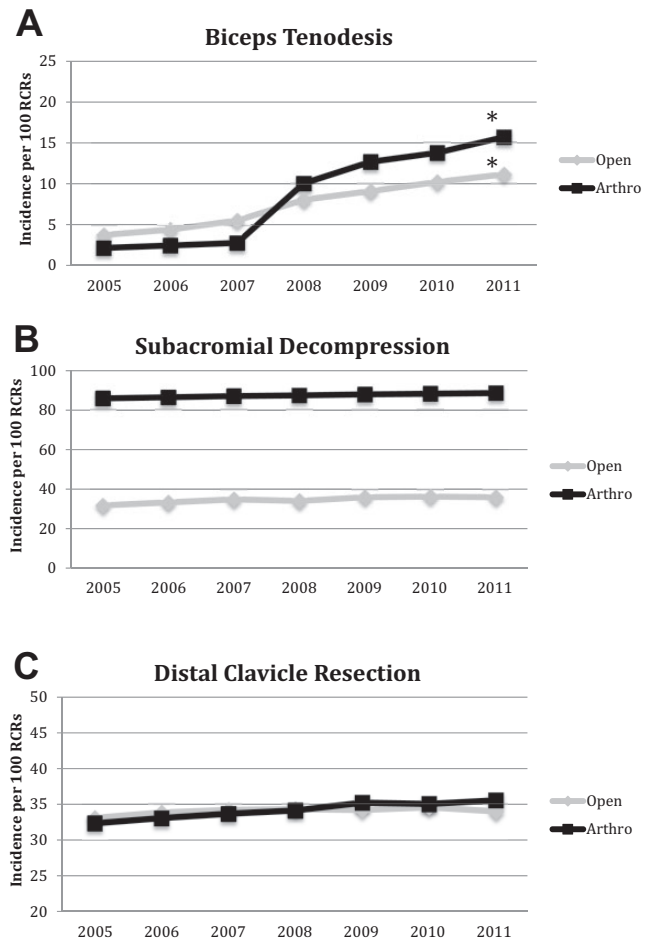 A
Biceps Tenodesis
Incidence per 100 RCRs
25
20
15
10
5
0
*
*
2005 2006 2007 2008 2009 2010 2011
Open
Arthro
B
Subacromial Decompression
Incidence per 100 RCRs
100
80
60
40
20
0
2005 2006 2007 2008 2009 2010 2011
Open
Arthro
C
Distal Clavicle Resection
Incidence per 100 RCRs
50
45
40
35
30
25
20
2005 2006 2007 2008 2009 2010 2011
Open
Arthro